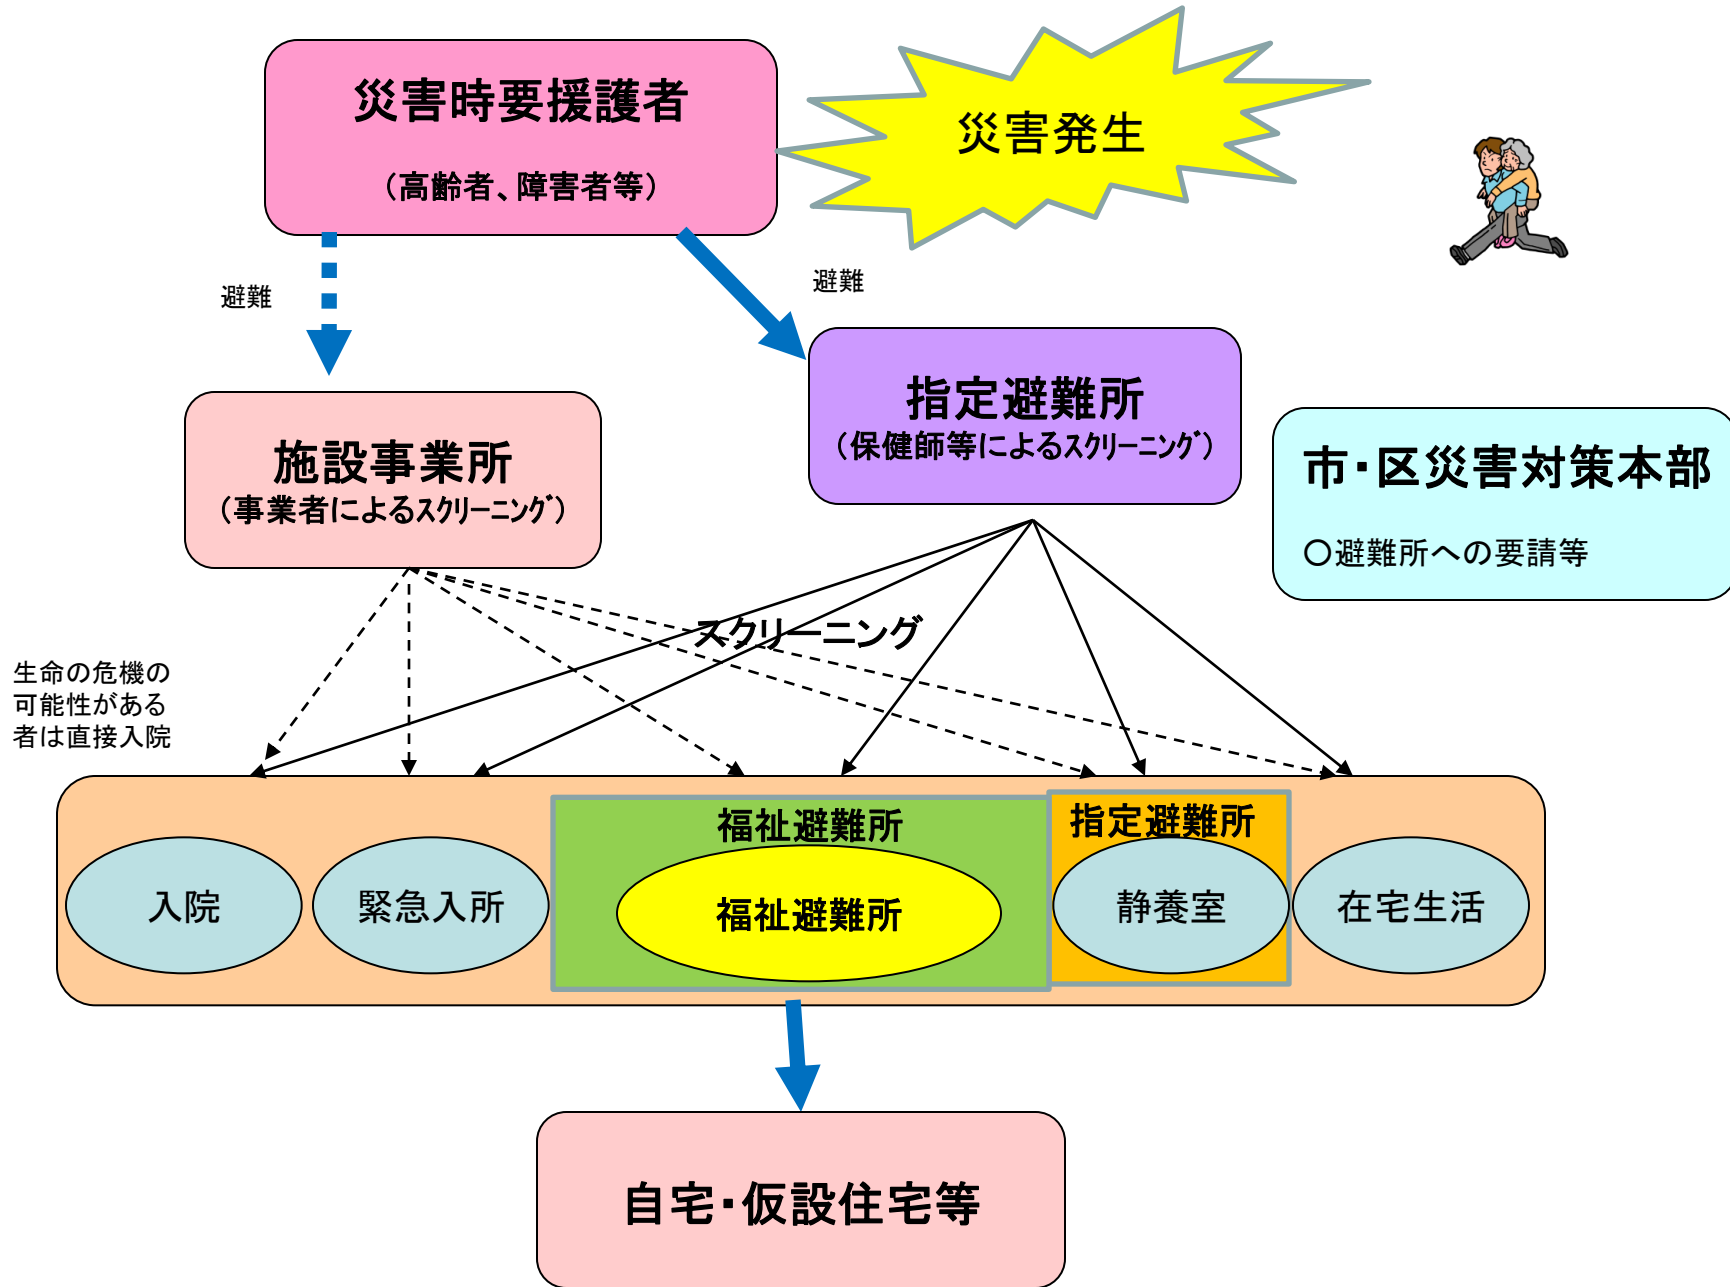 災害時要援護者
（高齢者、障害者等）
災害発生
避難
避難
指定避難所
（保健師等によるｽｸﾘｰﾆﾝｸﾞ）
施設事業所
（事業者によるｽｸﾘｰﾆﾝｸﾞ）
市・区災害対策本部
〇避難所への要請等
スクリーニング
生命の危機の
可能性がある
者は直接入院
福祉避難所
指定避難所
入院
緊急入所
福祉避難所
静養室
在宅生活
自宅・仮設住宅等